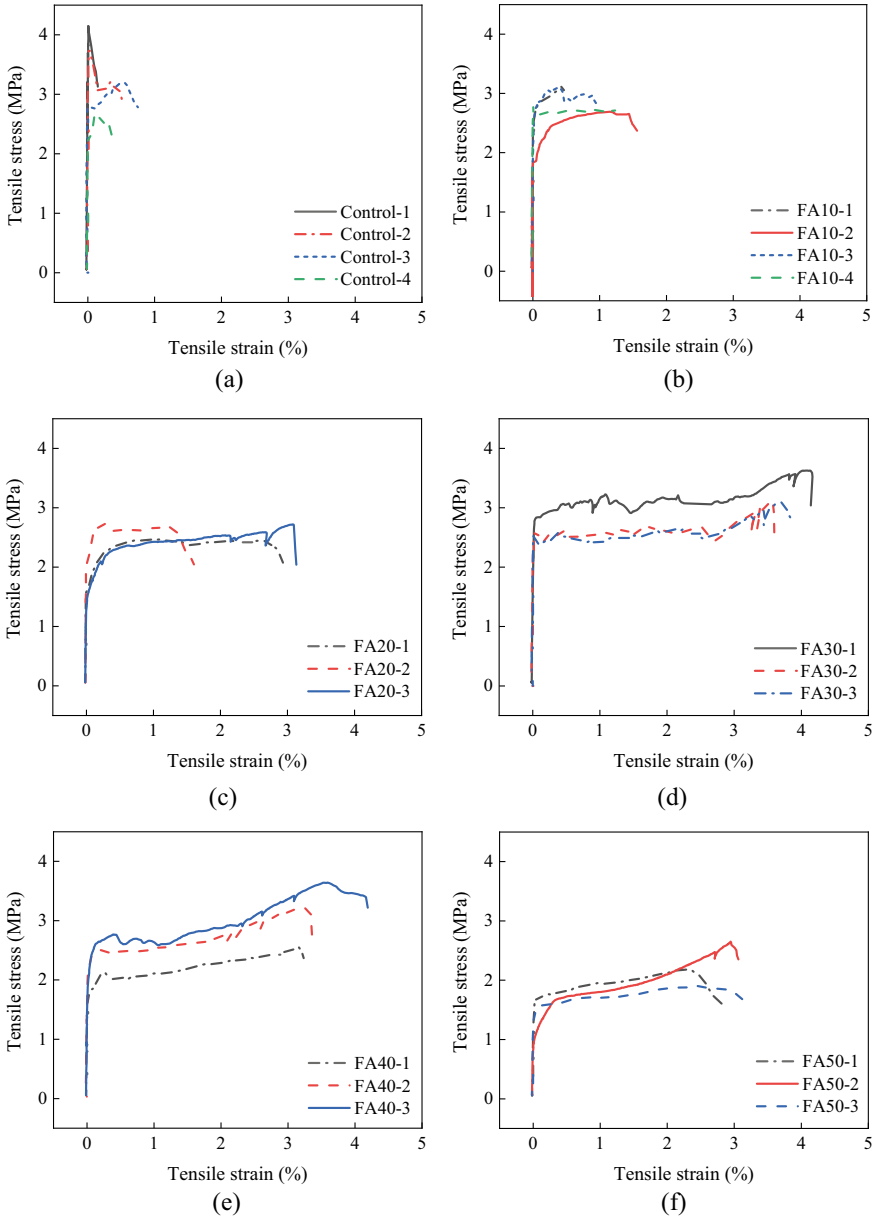 4
3
2
1
0
Tensile stress (MPa)
Control-1
Control-2
Control-3
Control-4
0 1 2 3 4 5
Tensile strain (%)
(a)
4
3
2
1
0
Tensile stress (MPa)
FA10-1
FA10-2
FA10-3
FA10-4
0 1 2 3 4 5
Tensile strain (%)
(b)
4
3
2
1
0
Tensile stress (MPa)
FA20-1
FA20-2
FA20-3
0 1 2 3 4 5
Tensile strain (%)
(c)
4
3
2
1
0
Tensile stress (MPa)
FA30-1
FA30-2
FA30-3
0 1 2 3 4 5
Tensile strain (%)
(d)
4
3
2
1
0
Tensile stress (MPa)
FA40-1
FA40-2
FA40-3
0 1 2 3 4 5
Tensile strain (%)
(e)
4
3
2
1
0
Tensile stress (MPa)
FA50-1
FA50-2
FA50-3
0 1 2 3 4 5
Tensile strain (%)
(f)